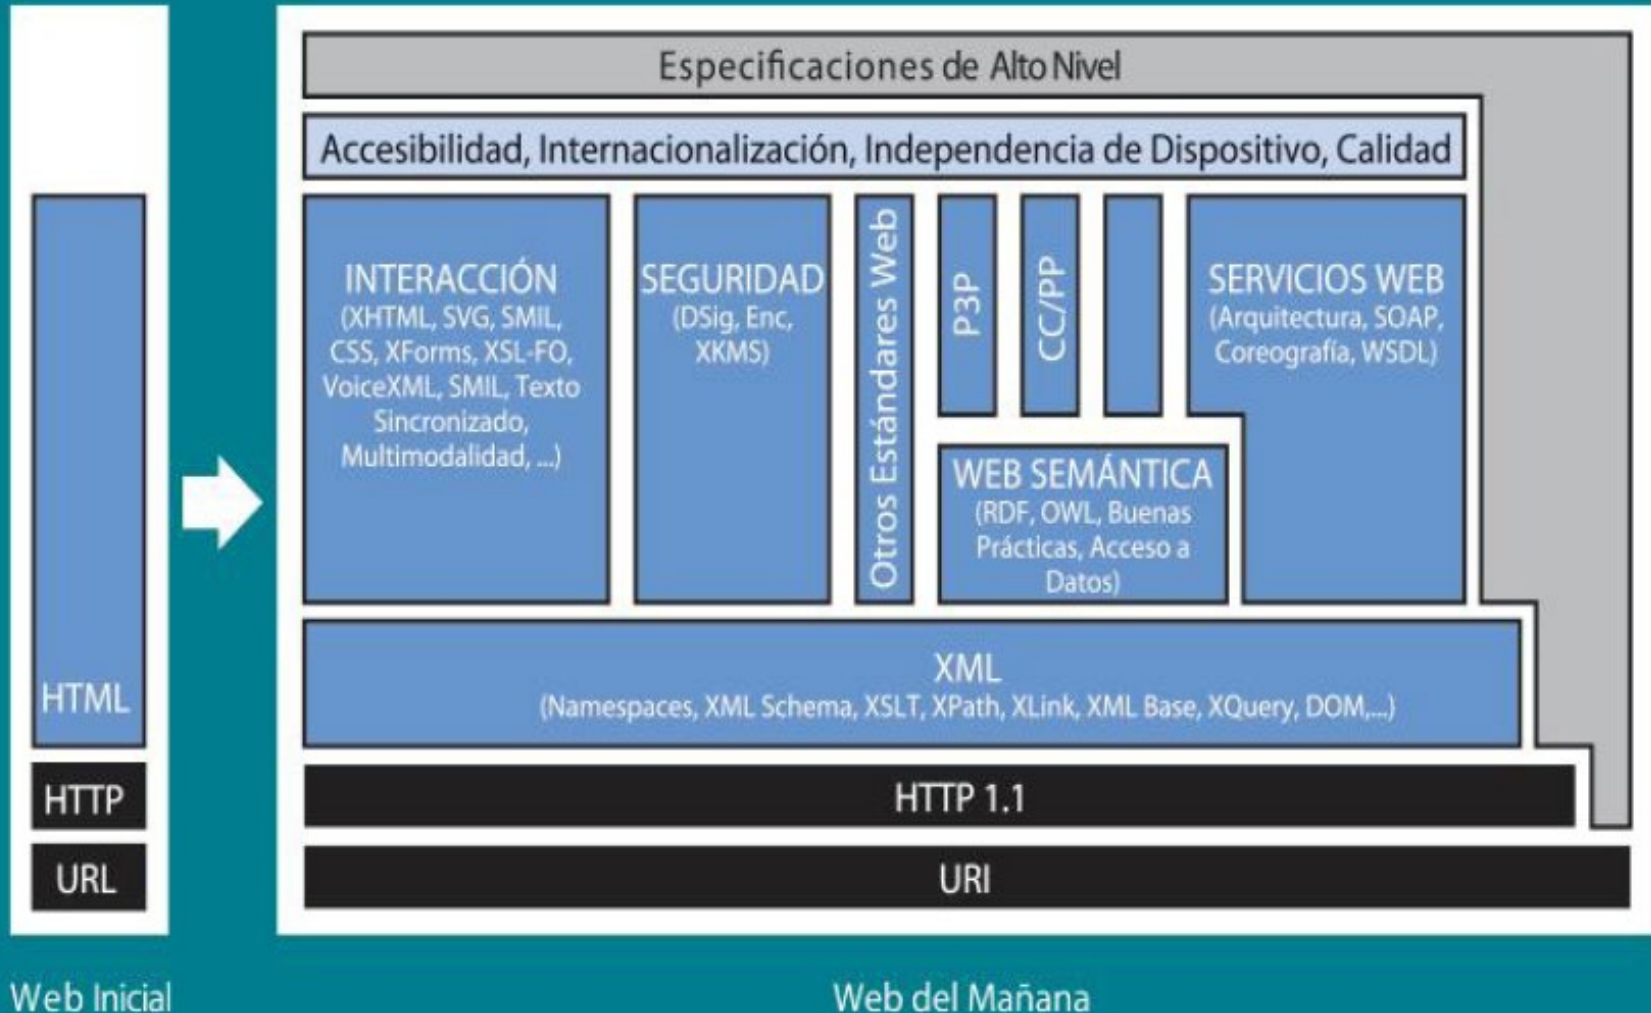 Especificaciones de Alto Nivel
Accesibilidad, Internacionalización, Independencia de Dispositivo, Calidad
INTERACCIÓN
(XHTML, SVG, SMIL,
CSS, XForms, XSL-FO,
VoiceXML, SMIL, Texto
Sincronizado,
Multimodalidad, ...)
SEGURIDAD
(DSig, Enc,
XKMS)
Otros Estándares Web
P3P
CC/PP
SERVICIOS WEB
(Arquitectura, SOAP,
Coreografía, WSDL)
WEB SEMÁNTICA
(RDF, OWL, Buenas
Prácticas, Acceso a
Datos)
HTML
XML
(Namespaces, XML Schema, XSLT, XPath, XLink, XML Base, XQuery, DOM,...)
HTTP
HTTP 1.1
URL
URI
Web Inicial
Web del Mañana